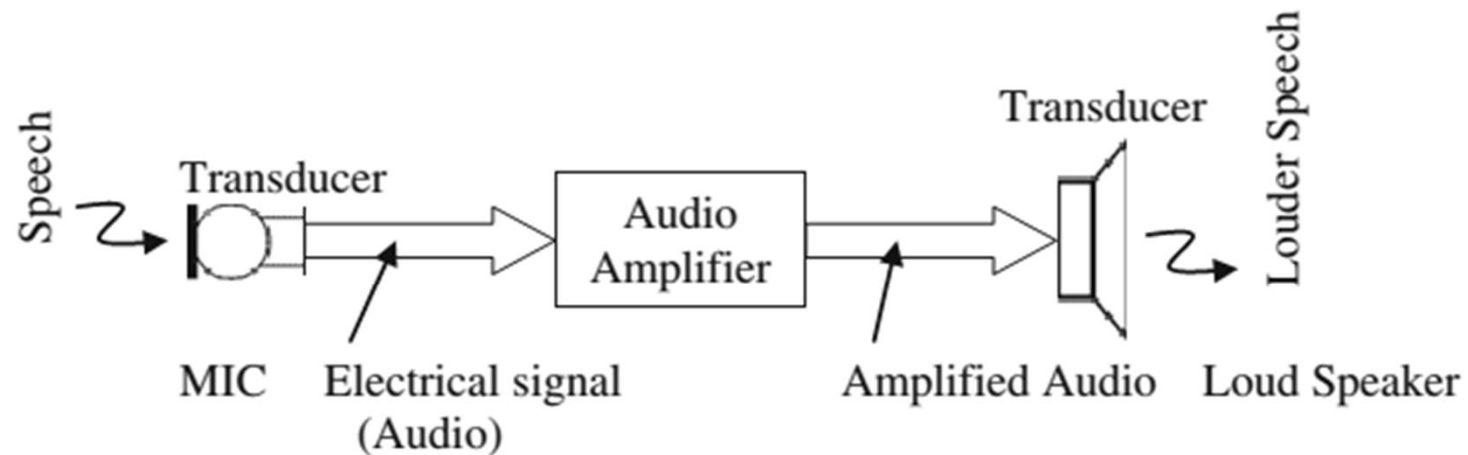 Speech
Transducer
MIC
Electrical signal
(Audio)
Audio
Amplifier
Amplified Audio
Transducer
Loud Speaker
Louder Speech